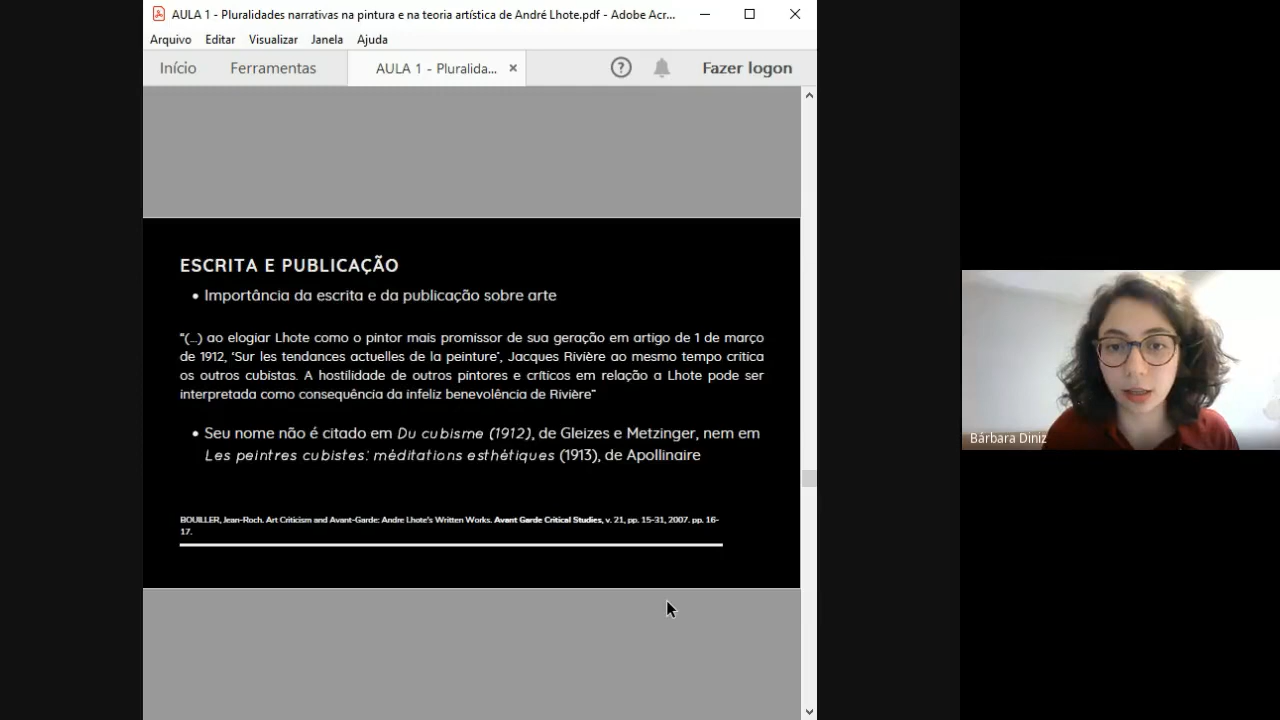 AULA 1 - Pluralidades narrativas na pintura e na teoria artística de André Lhote.pdf - Adobe Acr...
Arquivo Editar Visualizar Janela Ajuda
Início Ferramentas AULA 1 - Pluralida... × ? Fazer logon
ESCRITA E PUBLICAÇÃO
• Importância da escrita e da publicação sobre arte
"(...) ao elogiar Lhote como o pintor mais promissor de sua geração em artigo de 1 de março
de 1912, 'Sur les tendances actuelles de la peinture', Jacques Rivière ao mesmo tempo critica
os outros cubistas. A hostilidade de outros pintores e críticos em relação a Lhote pode ser
interpretada como consequência da infeliz benevolência de Rivière"
• Seu nome não é citado em Du cubisme (1912), de Gleizes e Metzinger, nem em
Les peintres cubistes: méditations esthétiques (1913), de Apollinaire
BOUILLER, Jean-Roch. Art Criticism and Avant-Garde: Andre Lhote's Written Works. Avant Garde Critical Studies, v. 21, pp. 15-31, 2007. pp. 16-
17.
Bárbara Diniz